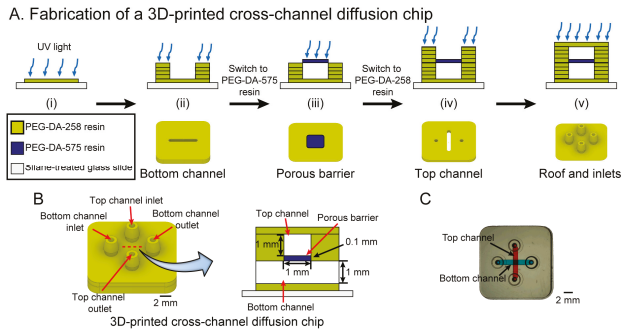 A. Fabrication of a 3D-printed cross-channel diffusion chip
UV light
Switch to
PEG-DA-575
resin
Switch to
PEG-DA-258
resin
(i)
(ii)
(iii)
(iv)
(v)
PEG-DA-258 resin
PEG-DA-575 resin
Silane-treated glass slide
Bottom channel
Porous barrier
Top channel
Roof and inlets
B
Top channel inlet
Bottom channel
inlet
Bottom channel
outlet
Top channel
outlet
2 mm
Top channel
Porous barrier
1 mm
0.1 mm
1 mm
1 mm
Bottom channel
3D-printed cross-channel diffusion chip
C
Top channel
Bottom channel
2 mm